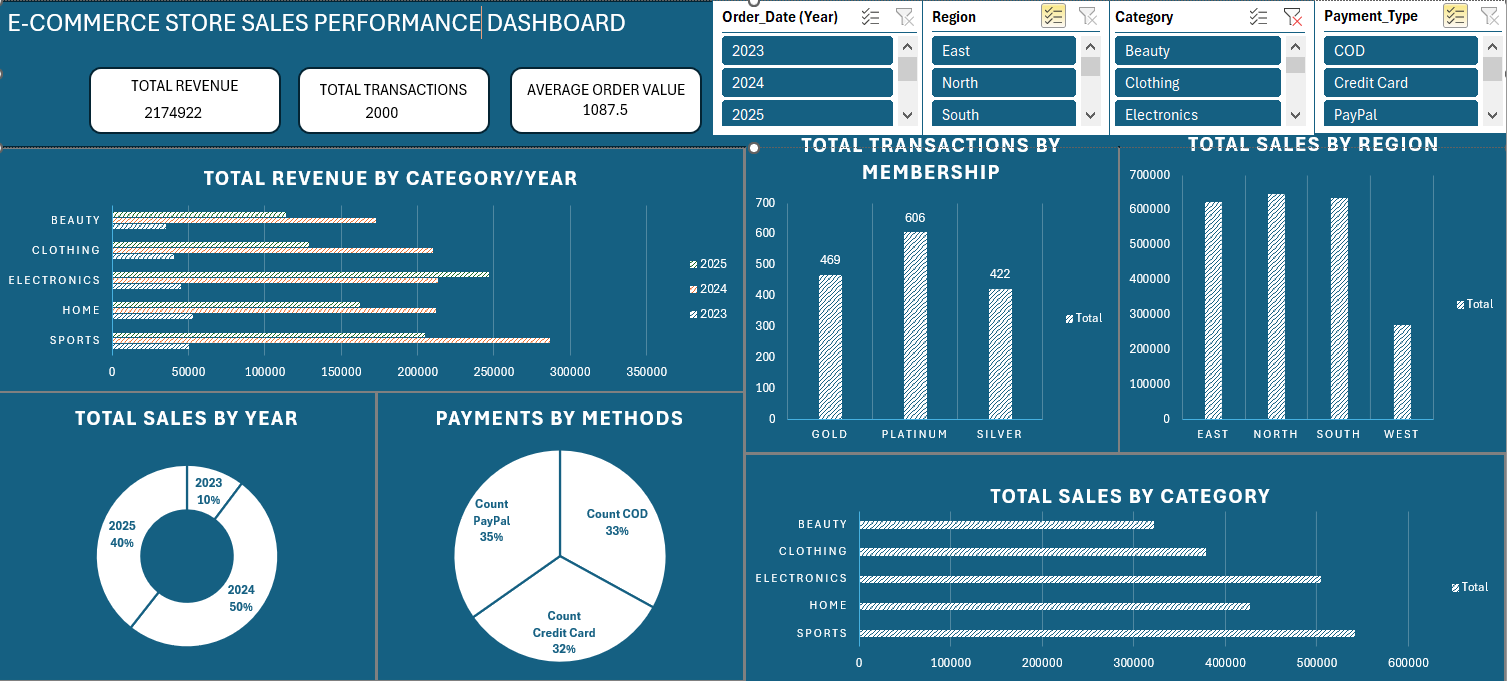 E-COMMERCE STORE SALES PERFORMANCE DASHBOARD
TOTAL REVENUE
2174922
TOTAL TRANSACTIONS
2000
AVERAGE ORDER VALUE
1087.5
Order_Date (Year)
2023
2024
2025
Region
East
North
South
Category
Beauty
Clothing
Electronics
Payment_Type
COD
Credit Card
PayPal
TOTAL REVENUE BY CATEGORY/YEAR
BEAUTY
CLOTHING
ELECTRONICS
HOME
SPORTS
0 50000 100000 150000 200000 250000 300000 350000
2025
2024
2023
TOTAL TRANSACTIONS BY
MEMBERSHIP
700
600
500
400
300
200
100
0
469
606
422
GOLD PLATINUM SILVER
Total
TOTAL SALES BY REGION
700000
600000
500000
400000
300000
200000
100000
0
EAST NORTH SOUTH WEST
Total
TOTAL SALES BY YEAR
2023
10%
2025
40%
2024
50%
PAYMENTS BY METHODS
Count
PayPal
35%
Count COD
33%
Count
Credit Card
32%
TOTAL SALES BY CATEGORY
BEAUTY
CLOTHING
ELECTRONICS
HOME
SPORTS
0 100000 200000 300000 400000 500000 600000
Total